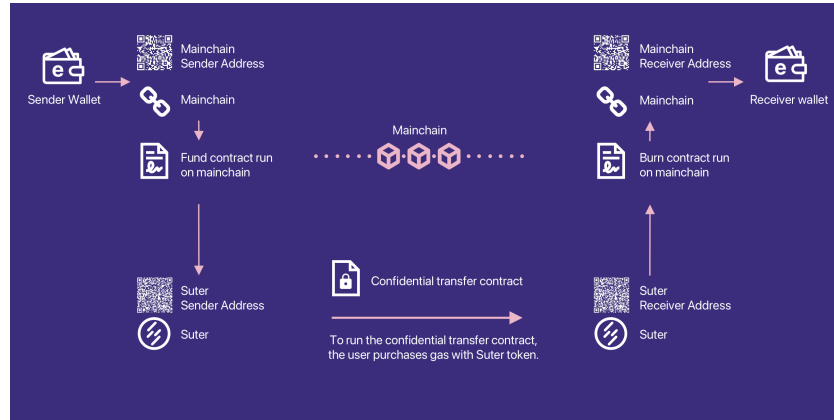 Sender Wallet
Mainchain
Sender Address
Mainchain
Fund contract run
on mainchain
Suter
Sender Address
Suter
Mainchain
Confidential transfer contract
To run the confidential transfer contract,
the user purchases gas with Suter token.
Mainchain
Receiver Address
Mainchain
Receiver wallet
Burn contract run
on mainchain
Suter
Receiver Address
Suter